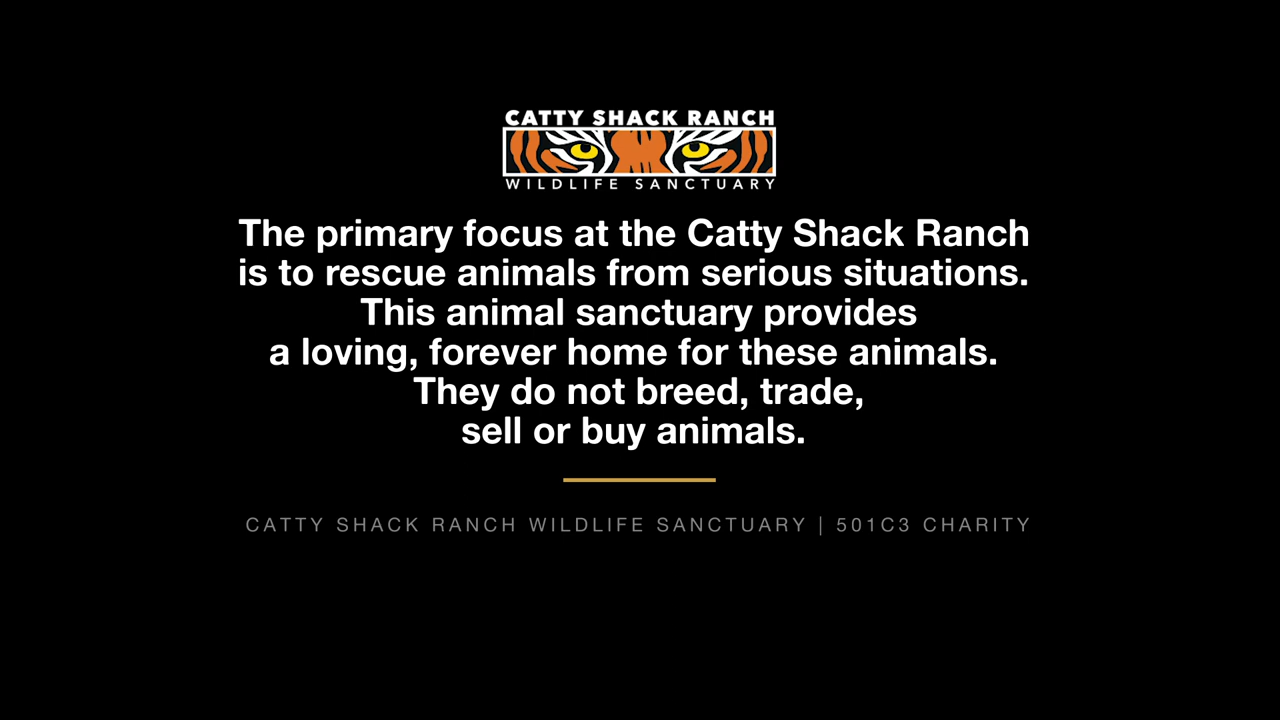 CATTY SHACK RANCH
WILDLIFE SANCTUARY
The primary focus at the Catty Shack Ranch
is to rescue animals from serious situations.
This animal sanctuary provides
a loving, forever home for these animals.
They do not breed, trade,
sell or buy animals.
CATTY SHACK RANCH WILDLIFE SANCTUARY | 501C3 CHARITY